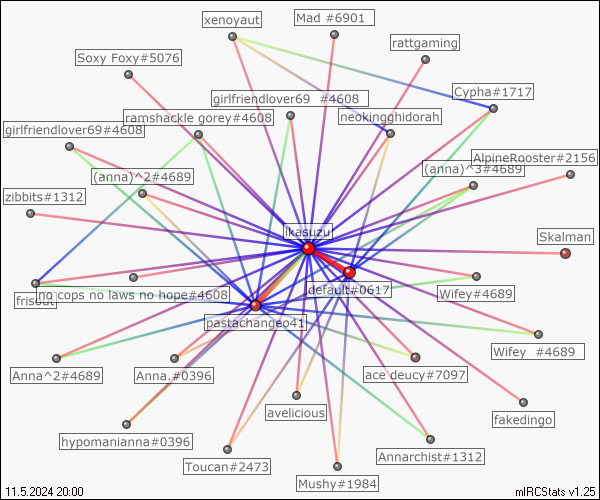 xenoyaut
Mad #6901
rattgaming
Soxy Foxy#5076
Cypha#1717
girlfriendlover69 #4608
ramshackle gorey#4608
neokingghidorah
girlfriendlover69#4608
AlpineRooster#2156
(anna)^2#4689
(anna)^3#4689
zibbits#1312
ikasuzu
Skalman
no cops no laws no hope#4608
friscut
default#0617
Wifey#4689
pastachangeo41
Wifey #4689
Anna^2#4689
Anna.#0396
ace deucy#7097
avelicious
fakedingo
hypomanianna#0396
Annarchist#1312
Toucan#2473
Mushy#1984
11.5.2024 20:00
mIRCStats v1.25